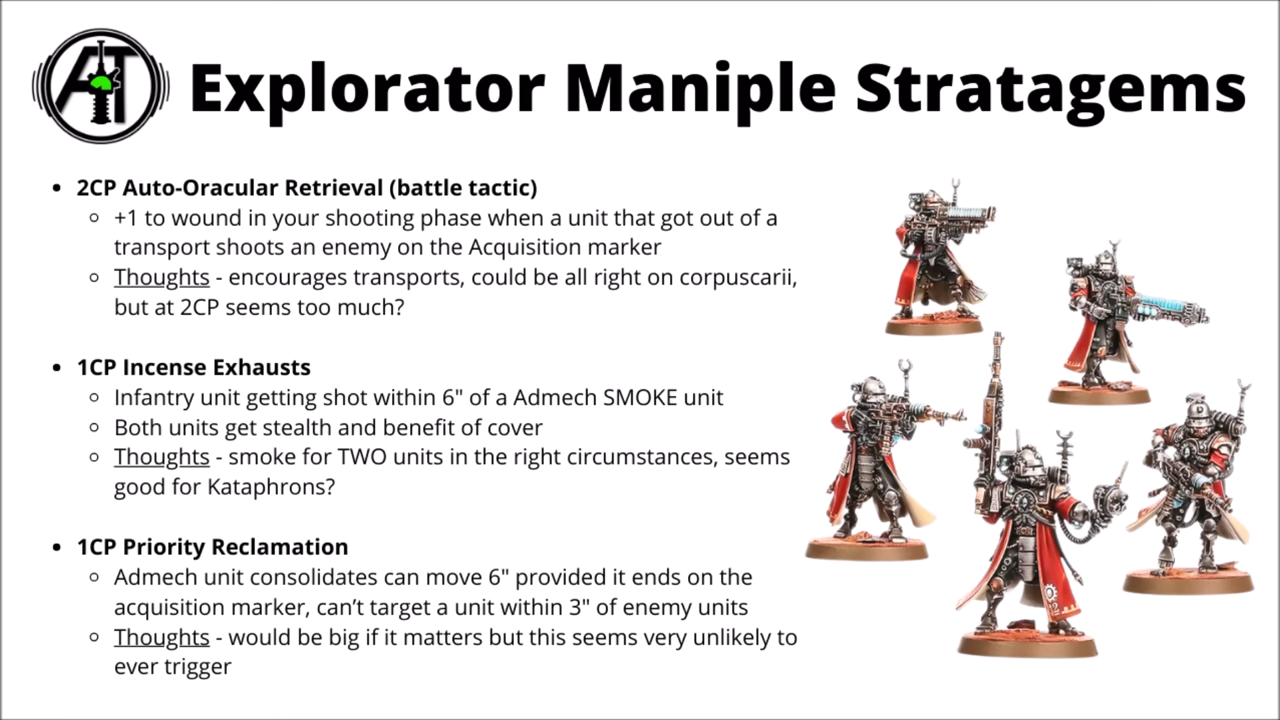 AT
Explorator Maniple Stratagems
• 2CP Auto-Oracular Retrieval (battle tactic)
○ +1 to wound in your shooting phase when a unit that got out of a
transport shoots an enemy on the Acquisition marker
○ Thoughts - encourages transports, could be all right on corpuscarii,
but at 2CP seems too much?
• 1CP Incense Exhausts
○ Infantry unit getting shot within 6" of a Admech SMOKE unit
○ Both units get stealth and benefit of cover
○ Thoughts - smoke for TWO units in the right circumstances, seems
good for Kataphrons?
• 1CP Priority Reclamation
○ Admech unit consolidates can move 6" provided it ends on the
acquisition marker, can’t target a unit within 3" of enemy units
○ Thoughts - would be big if it matters but this seems very unlikely to
ever trigger